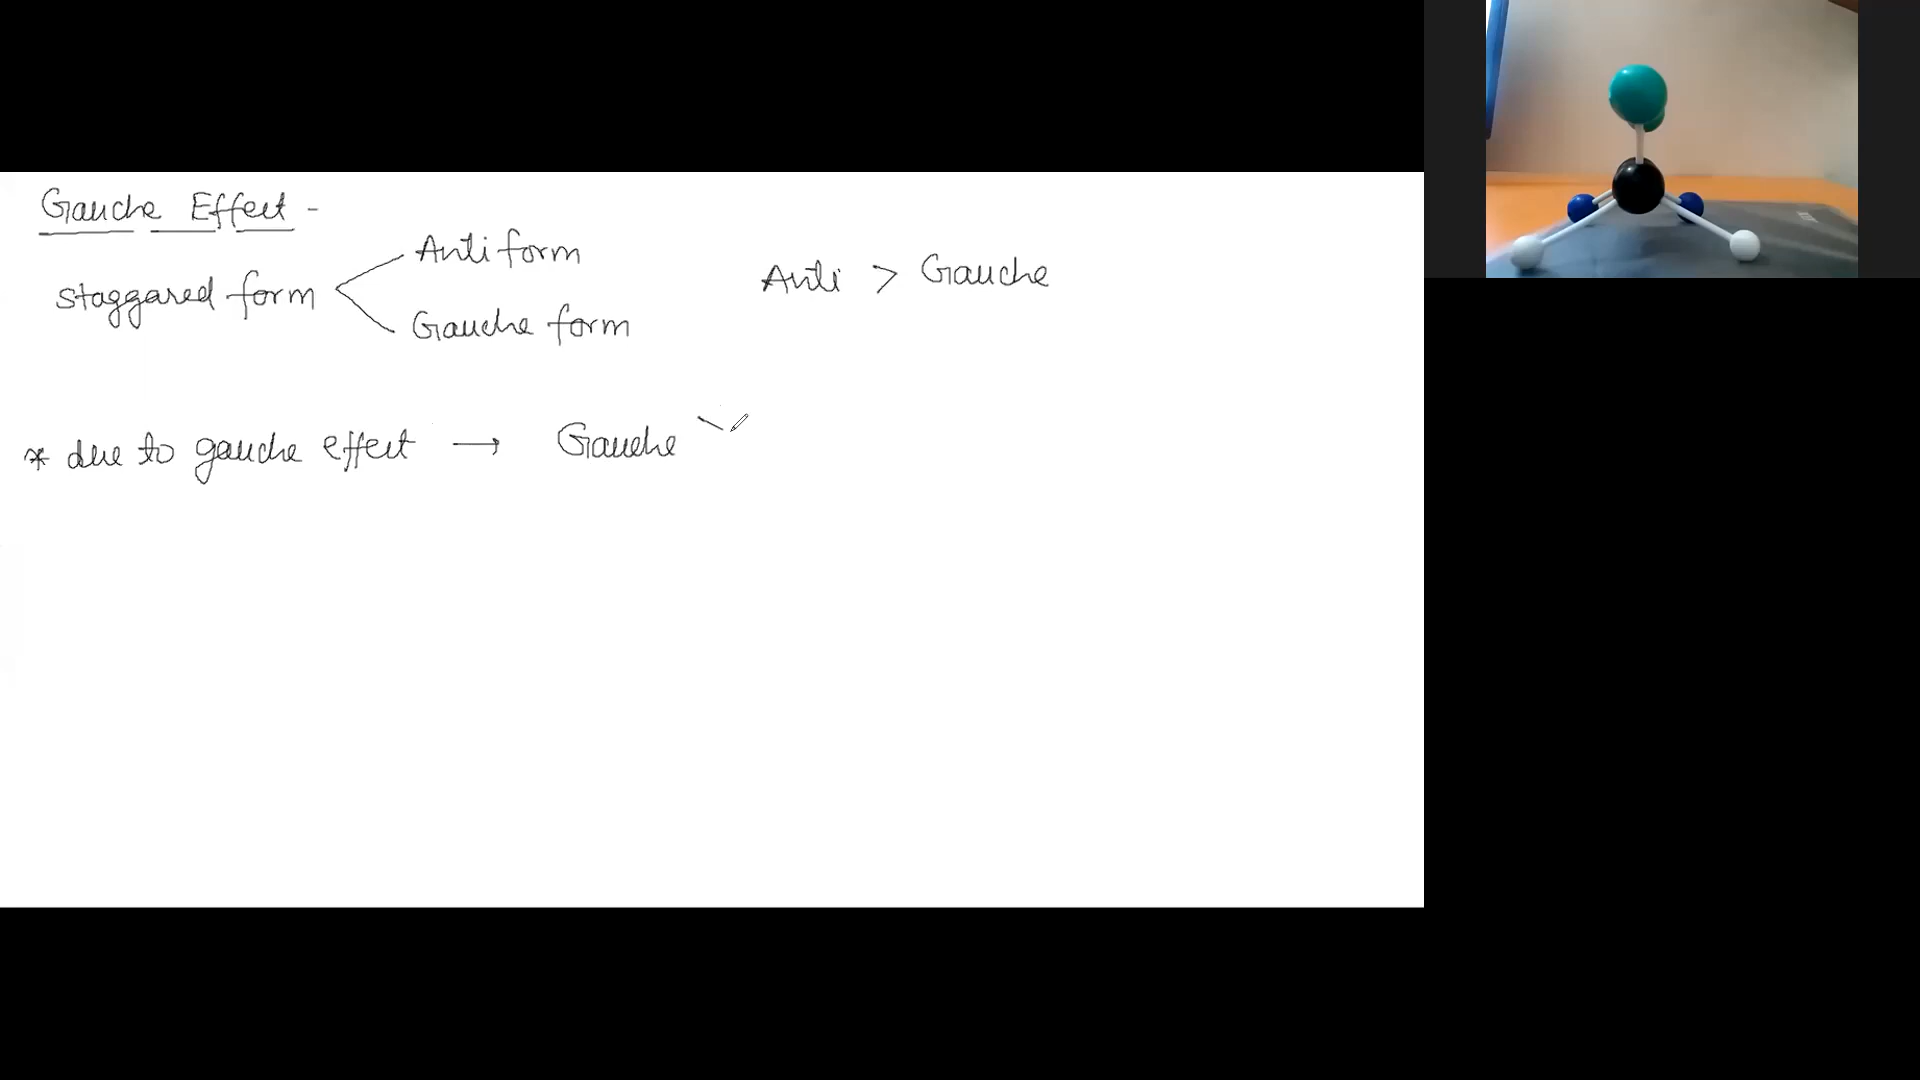 Gauche Effect -
staggared form
Anti form
Gauche form
Anti > Gauche
* due to gauche effect → Gauche